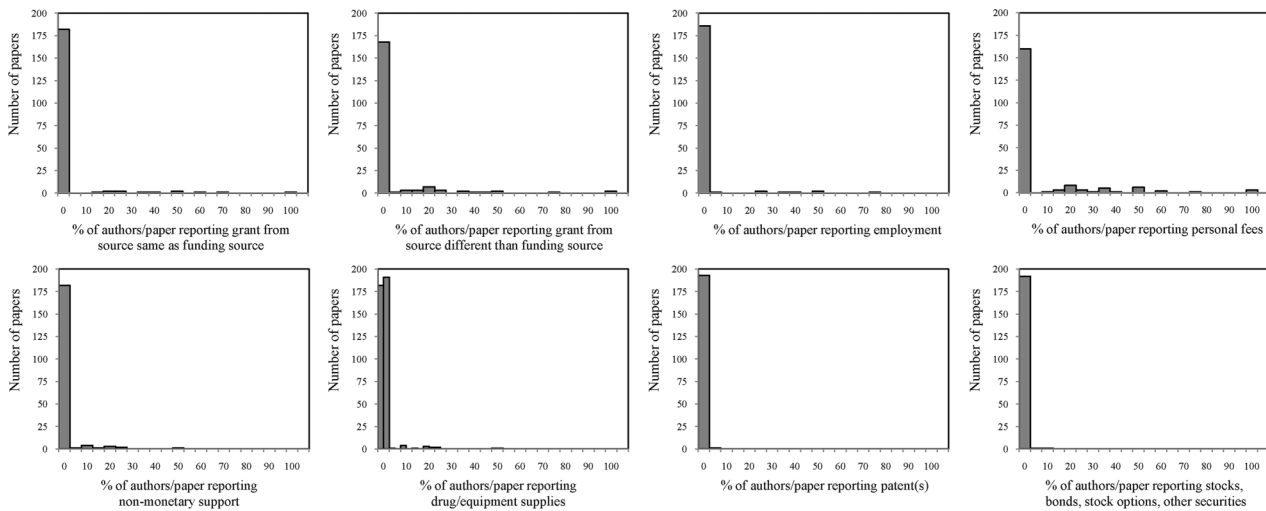 200
175
150
125
100
75
50
25
0
Number of papers
0 10 20 30 40 50 60 70 80 90 100
% of authors/paper reporting grant from
source same as funding source
200
175
150
125
100
75
50
25
0
Number of papers
0 10 20 30 40 50 60 70 80 90 100
% of authors/paper reporting grant from
source different than funding source
200
175
150
125
100
75
50
25
0
Number of papers
0 10 20 30 40 50 60 70 80 90 100
% of authors/paper reporting employment
200
175
150
125
100
75
50
25
0
Number of papers
0 10 20 30 40 50 60 70 80 90 100
% of authors/paper reporting personal fees
200
175
150
125
100
75
50
25
0
Number of papers
0 10 20 30 40 50 60 70 80 90 100
% of authors/paper reporting
non-monetary support
200
175
150
125
100
75
50
25
0
Number of papers
0 10 20 30 40 50 60 70 80 90 100
% of authors/paper reporting
drug/equipment supplies
200
175
150
125
100
75
50
25
0
Number of papers
0 10 20 30 40 50 60 70 80 90 100
% of authors/paper reporting patent(s)
200
175
150
125
100
75
50
25
0
Number of papers
0 10 20 30 40 50 60 70 80 90 100
% of authors/paper reporting stocks,
bonds, stock options, other securities